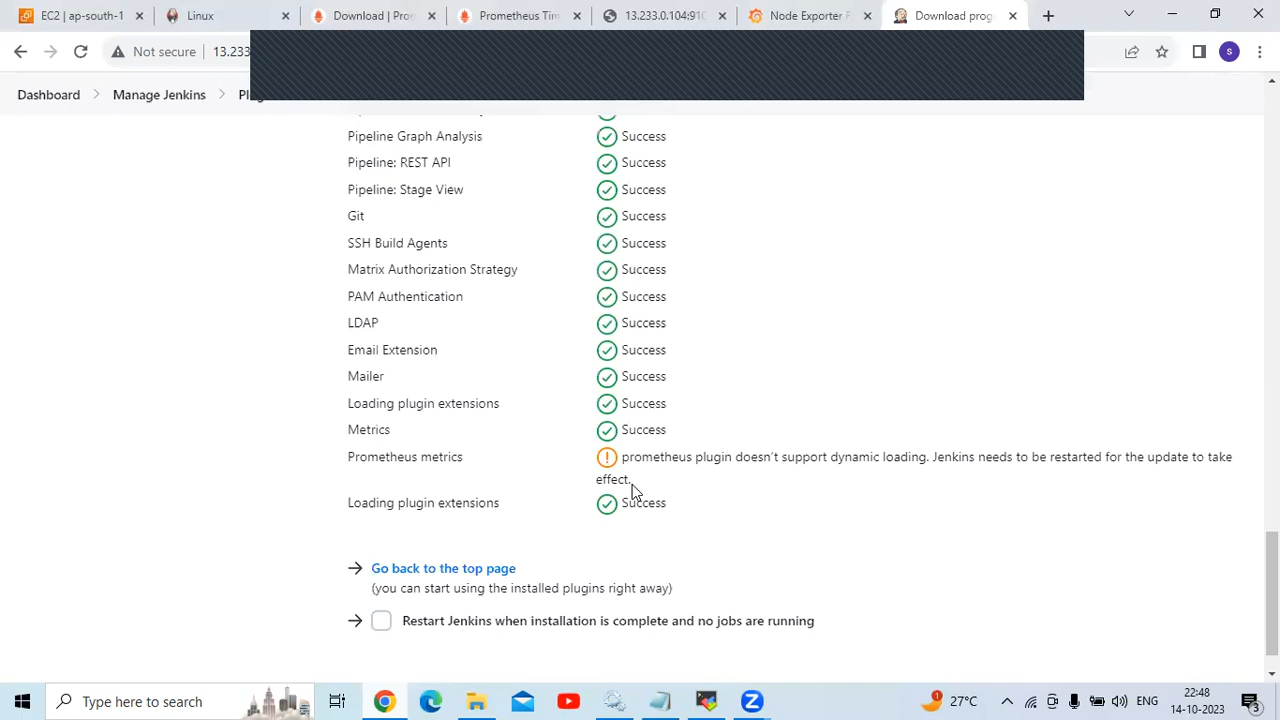 EC2 | ap-south-1
Linux
Download | Pro
Prometheus Tim
13.233.0.104:910
Node Exporter F
Download prog
Not secure
13.233
S
Dashboard
Manage Jenkins
Pipeline Graph Analysis
Success
Pipeline: REST API
Success
Pipeline: Stage View
Success
Git
Success
SSH Build Agents
Success
Matrix Authorization Strategy
Success
PAM Authentication
Success
LDAP
Success
Email Extension
Success
Mailer
Success
Loading plugin extensions
Success
Metrics
Success
Prometheus metrics
prometheus plugin doesn't support dynamic loading. Jenkins needs to be restarted for the update to take
effect.
Loading plugin extensions
Success
Go back to the top page
(you can start using the installed plugins right away)
Restart Jenkins when installation is complete and no jobs are running
Type here to search
1
27°C
ENG
22:48
14-10-2023
3